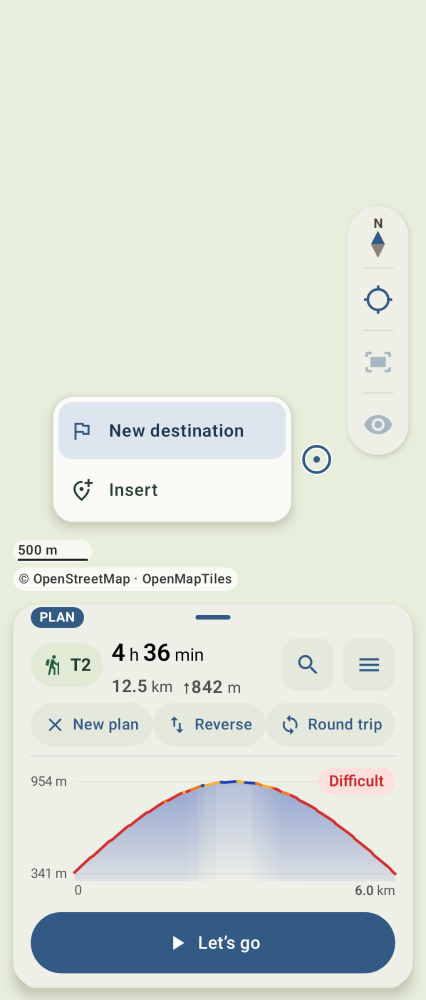 N
New destination
Insert
500 m
© OpenStreetMap · OpenMapTiles
PLAN
T2
4 h 36 min
12.5 km ↑842 m
New plan
Reverse
Round trip
954 m
Difficult
341 m
0
6.0 km
Let's go